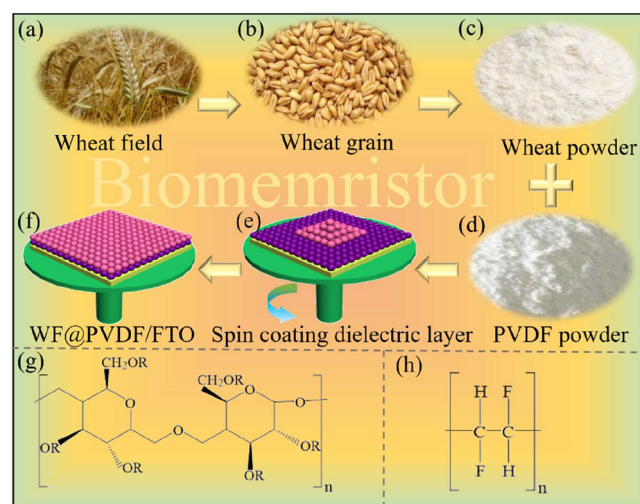 (a)
(b)
(c)
Wheat field
Wheat grain
Wheat powder
Biomemristor
(f)
(e)
(d)
WF@PVDF/FTO
Spin coating dielectric layer
PVDF powder
(g)
(h)
CH₂OR
CH₂OR
O
O
O
O
OR
OR
OR
OR
n
H
F
C
C
F
H
n